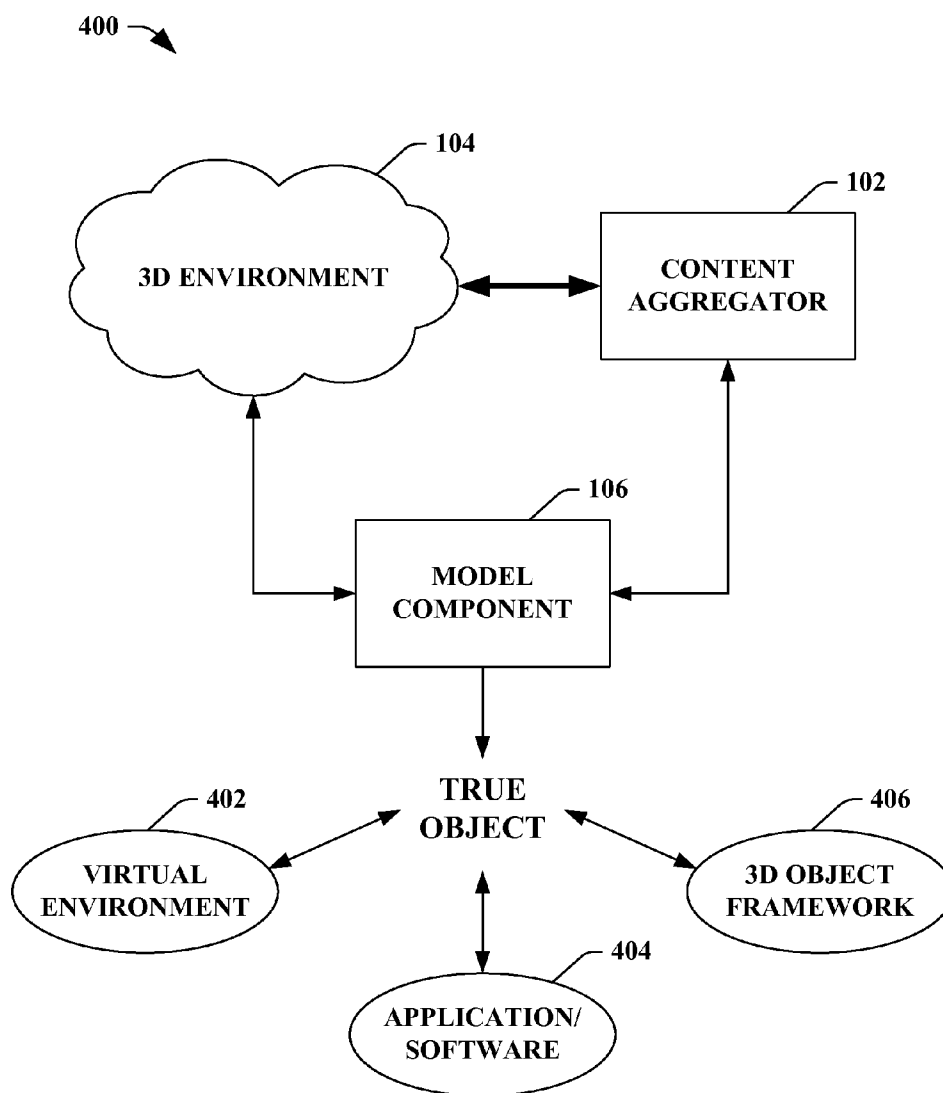 400
104
102
3D ENVIRONMENT
CONTENT
AGGREGATOR
106
MODEL
COMPONENT
TRUE
OBJECT
402
406
VIRTUAL
ENVIRONMENT
3D OBJECT
FRAMEWORK
404
APPLICATION/
SOFTWARE